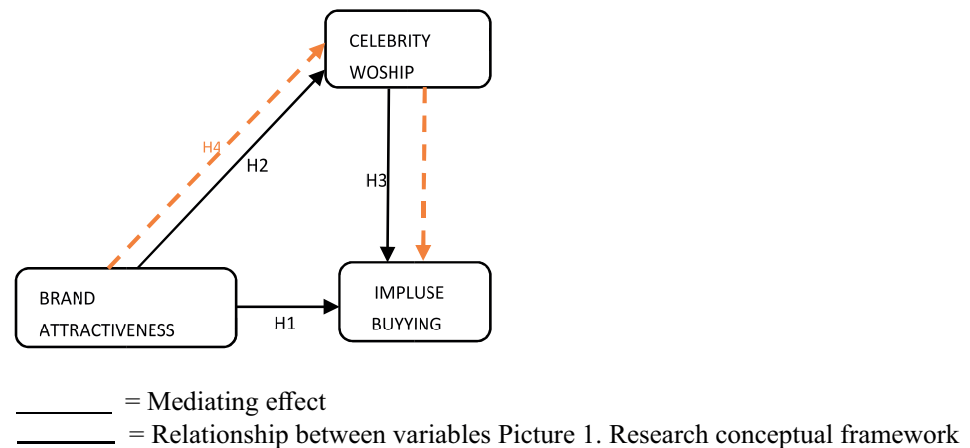 CELEBRITY
WOSHIP
H4
H2
H3
BRAND
ATTRACTIVENESS
H1
IMPLUSE
BUYYING
= Mediating effect
= Relationship between variables Picture 1. Research conceptual framework